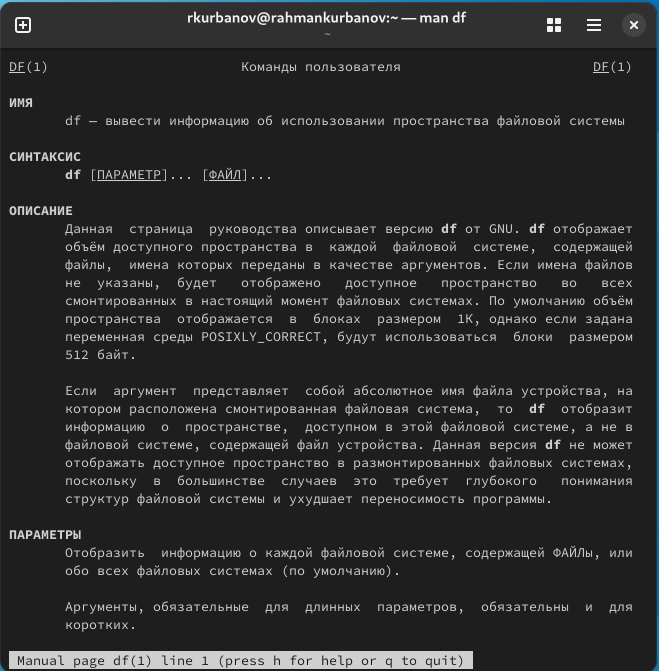 rkurbanov@rahmankurbanov:~ — man df
~
DF(1) Команды пользователя DF(1)
ИМЯ
df — вывести информацию об использовании пространства файловой системы
СИНТАКСИС
df [ПАРАМЕТР]... [ФАЙЛ]...
ОПИСАНИЕ
Данная страница руководства описывает версию df от GNU. df отображает
объём доступного пространства в каждой файловой системе, содержащей
файлы, имена которых переданы в качестве аргументов. Если имена файлов
не указаны, будет отображено доступное пространство во всех
смонтированных в настоящий момент файловых системах. По умолчанию объём
пространства отображается в блоках размером 1K, однако если задана
переменная среды POSIXLY_CORRECT, будут использоваться блоки размером
512 байт.
Если аргумент представляет собой абсолютное имя файла устройства, на
котором расположена смонтированная файловая система, то df отобразит
информацию о пространстве, доступном в этой файловой системе, а не в
файловой системе, содержащей файл устройства. Данная версия df не может
отображать доступное пространство в размонтированных файловых системах,
поскольку в большинстве случаев это требует глубокого понимания
структур файловой системы и ухудшает переносимость программы.
ПАРАМЕТРЫ
Отобразить информацию о каждой файловой системе, содержащей ФАЙЛы, или
обо всех файловых системах (по умолчанию).
Аргументы, обязательные для длинных параметров, обязательны и для
коротких.
Manual page df(1) line 1 (press h for help or q to quit)